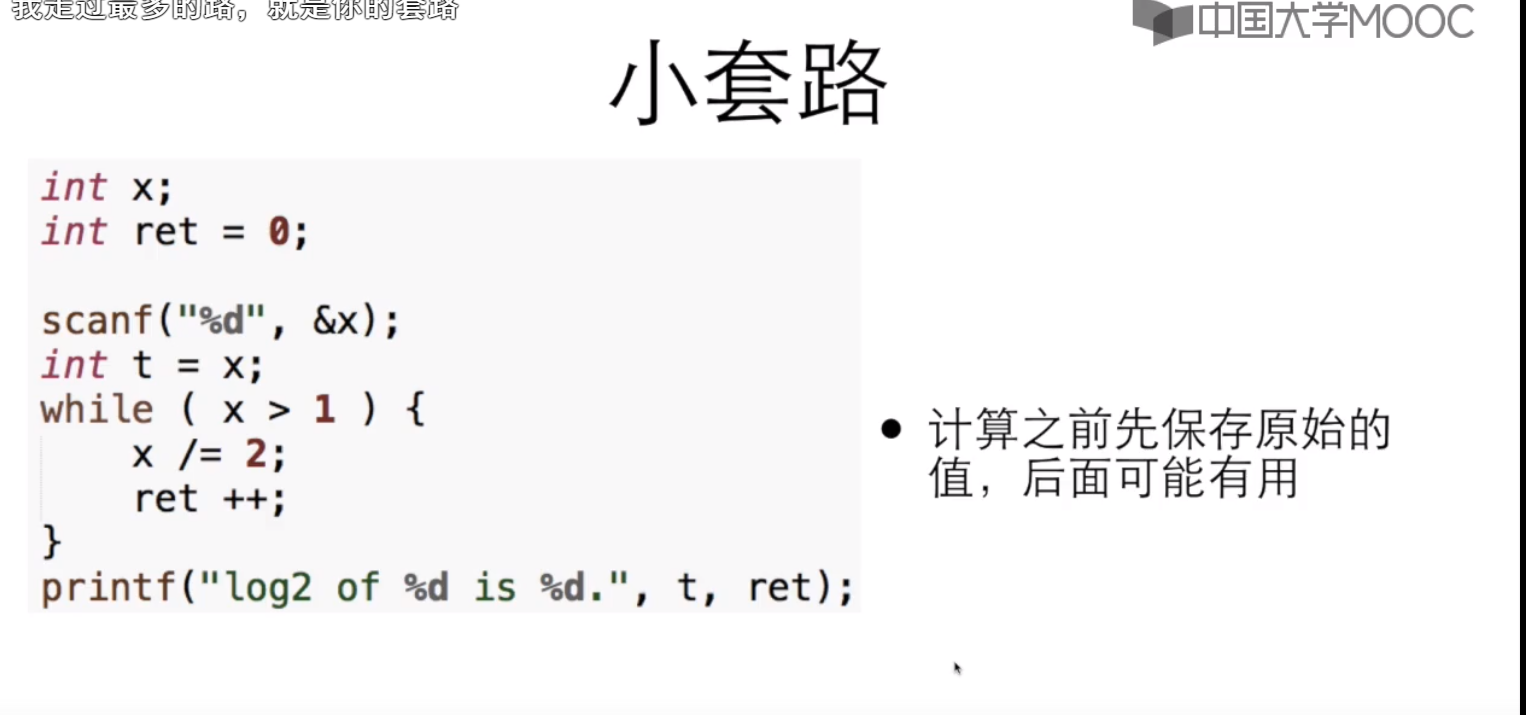 我走过最多的路，就是你的套路
中国大学MOOC
小套路
int x;
int ret = 0;
scanf("%d", &x);
int t = x;
while ( x > 1 ) {
    x /= 2;
    ret ++;
}
printf("log2 of %d is %d.", t, ret);
● 计算之前先保存原始的
值，后面可能有用